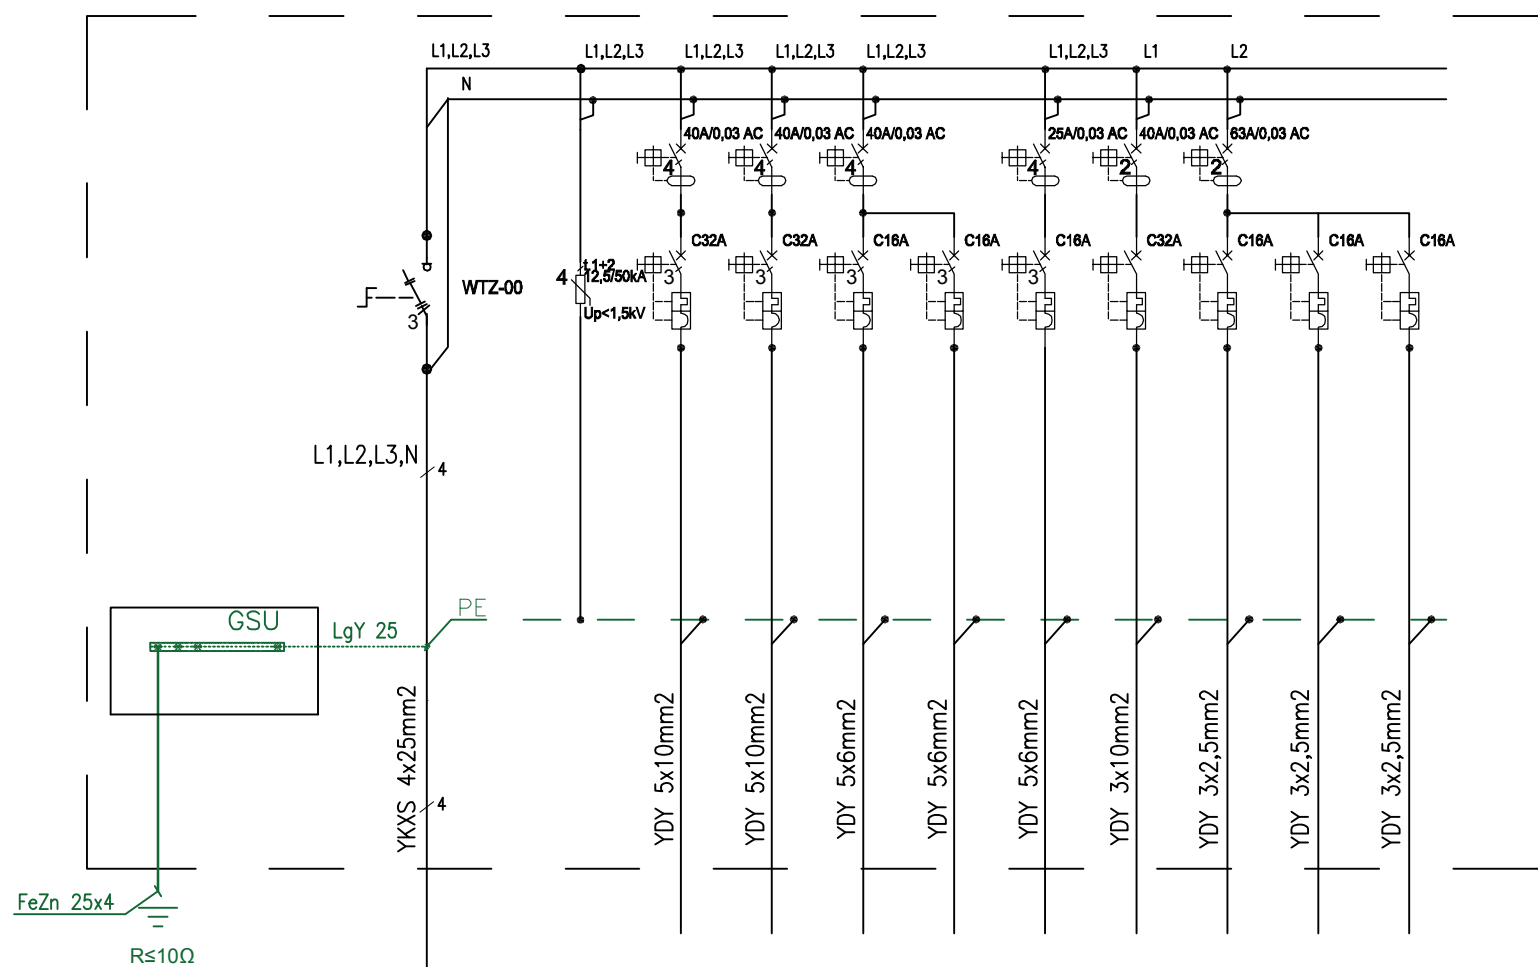 L1,L2,L3
L1,L2,L3
L1,L2,L3
L1,L2,L3
L1,L2,L3
L1,L2,L3
L1
L2
N
40A/0,03 AC
40A/0,03 AC
40A/0,03 AC
25A/0,03 AC
40A/0,03 AC
63A/0,03 AC
4
4
4
4
2
2
C32A
C32A
C16A
C16A
C16A
C32A
C16A
C16A
C16A
t.1+2
12,5/50kA
4
Up<1,5kV
3
3
3
3
3
WTZ-00
3
L1,L2,L3,N
4
PE
GSU
LgY 25
YKXS 4x25mm2
4
YDY 5x10mm2
YDY 5x10mm2
YDY 5x6mm2
YDY 5x6mm2
YDY 5x6mm2
YDY 3x10mm2
YDY 3x2,5mm2
YDY 3x2,5mm2
YDY 3x2,5mm2
FeZn 25x4
R≤10Ω